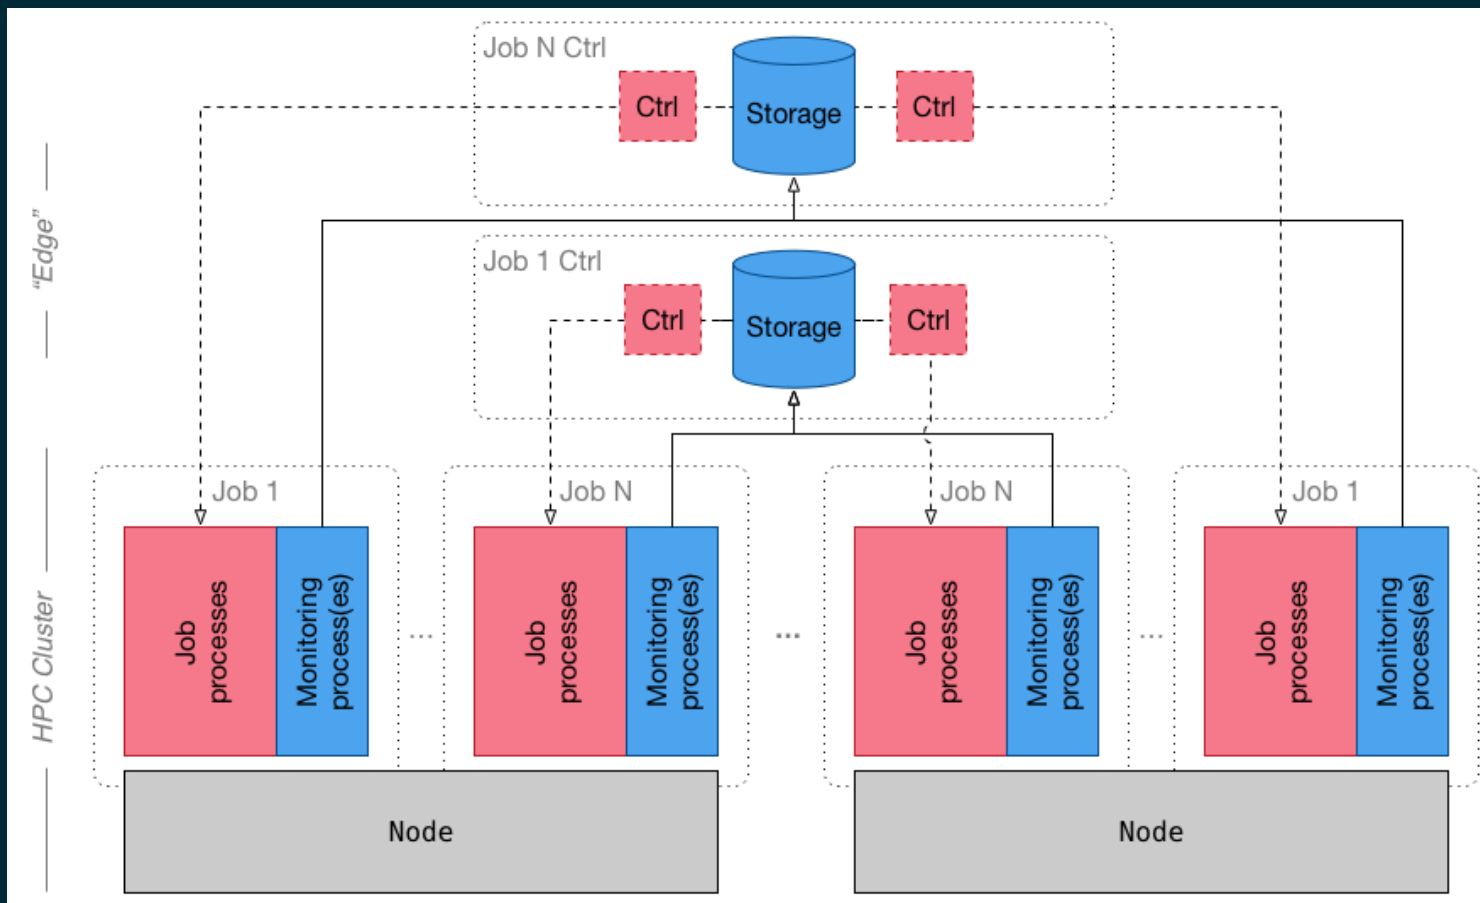 Job N Ctrl
Ctrl
Storage
Ctrl
“Edge”
Job 1 Ctrl
Ctrl
Storage
Ctrl
HPC Cluster
Job 1
Job
processes
Monitoring
process(es)
...
Job N
Job
processes
Monitoring
process(es)
...
Job N
Job
processes
Monitoring
process(es)
...
Job 1
Job
processes
Monitoring
process(es)
Node
Node